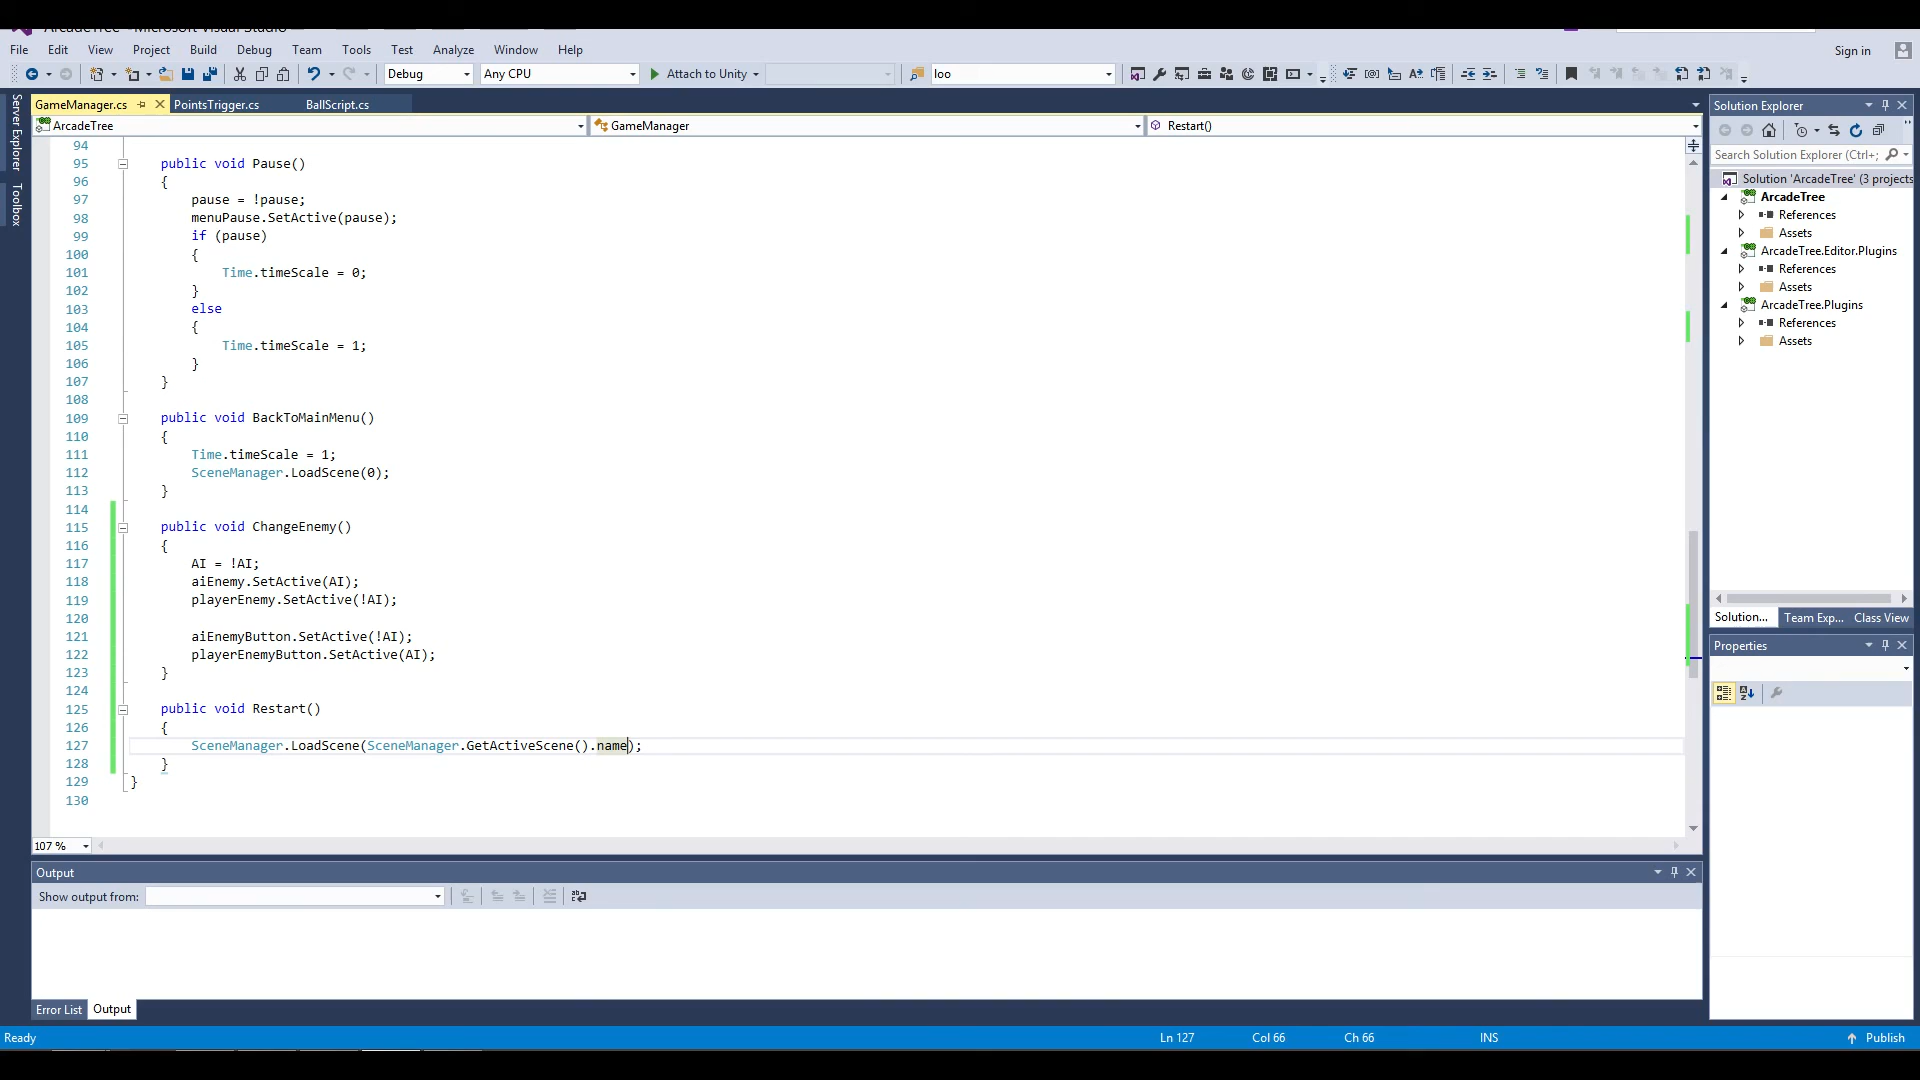 ArcadeTree - Microsoft Visual Studio
File Edit View Project Build Debug Team Tools Test Analyze Window Help
Sign in
Debug Any CPU Attach to Unity loo
Server Explorer
Toolbox
GameManager.cs PointsTrigger.cs BallScript.cs
ArcadeTree GameManager Restart()
94
95 public void Pause()
96 {
97 pause = !pause;
98 menuPause.SetActive(pause);
99 if (pause)
100 {
101 Time.timeScale = 0;
102 }
103 else
104 {
105 Time.timeScale = 1;
106 }
107 }
108
109 public void BackToMainMenu()
110 {
111 Time.timeScale = 1;
112 SceneManager.LoadScene(0);
113 }
114
115 public void ChangeEnemy()
116 {
117 AI = !AI;
118 aiEnemy.SetActive(AI);
119 playerEnemy.SetActive(!AI);
120
121 aiEnemyButton.SetActive(!AI);
122 playerEnemyButton.SetActive(AI);
123 }
124
125 public void Restart()
126 {
127 SceneManager.LoadScene(SceneManager.GetActiveScene().name);
128 }
129 }
130
107 %
Output
Show output from:
Error List Output
Solution Explorer
Search Solution Explorer (Ctrl+;
Solution 'ArcadeTree' (3 projects
ArcadeTree
References
Assets
ArcadeTree.Editor.Plugins
References
Assets
ArcadeTree.Plugins
References
Assets
Solution... Team Exp... Class View
Properties
Ready Ln 127 Col 66 Ch 66 INS Publish